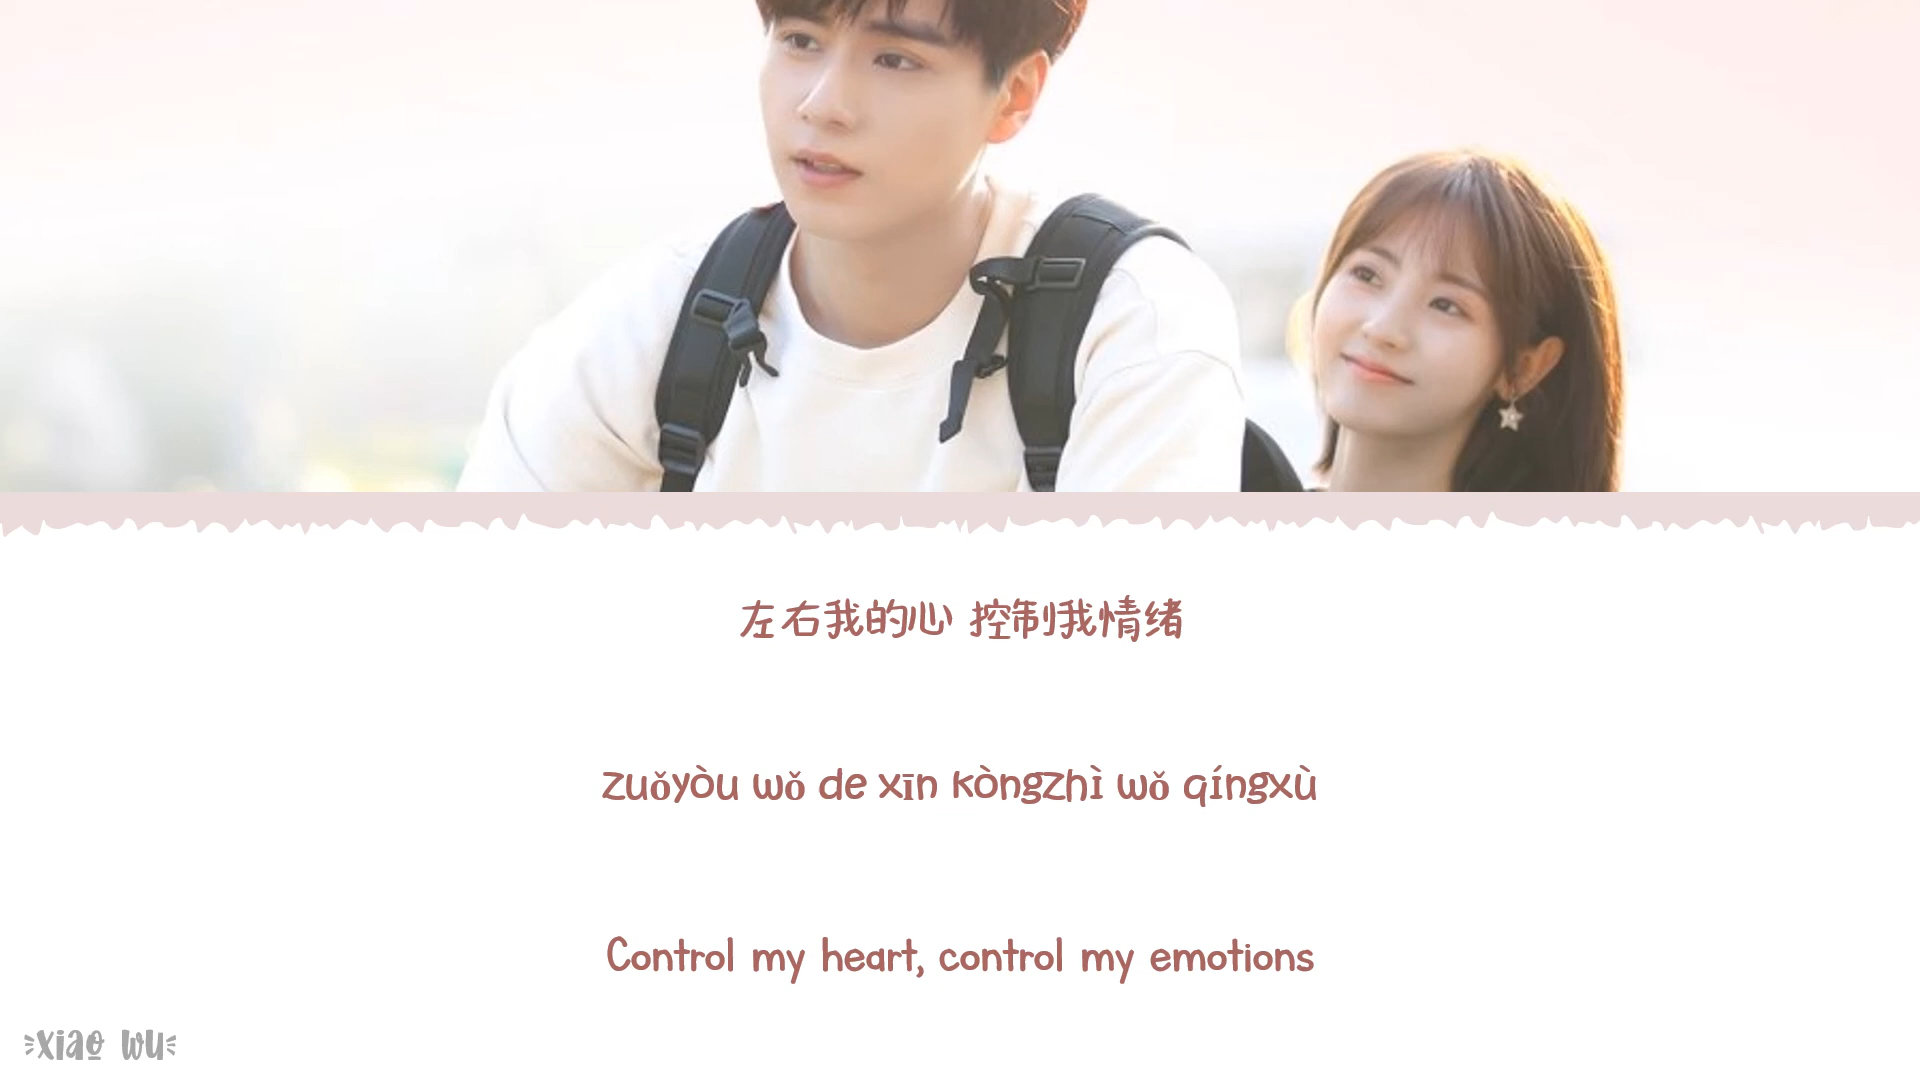 左右我的心 控制我情绪
zuǒyòu wǒ de xīn kòngzhì wǒ qíngxù
Control my heart, control my emotions
xiao wu